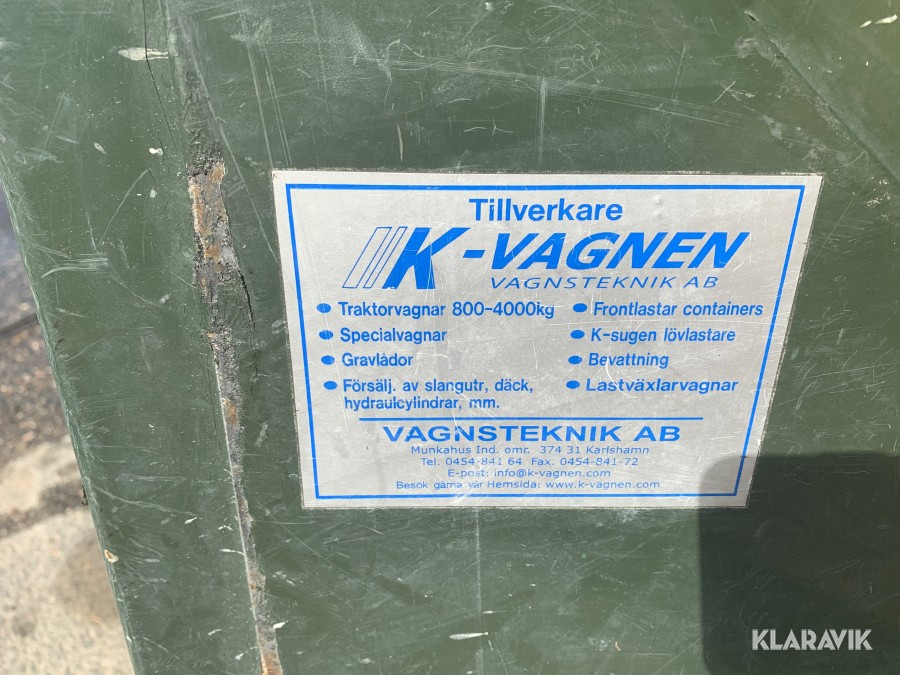 Tillverkare
K-VAGNEN
VAGNSTEKNIK AB
• Traktorvagnar 800-4000kg
• Specialvagnar
• Gravlådor
• Försälj. av slangutr, däck,
hydraulcylindrar, mm.
• Frontlastar containers
• K-sugen lövlastare
• Bevattning
• Lastväxlarvagnar
VAGNSTEKNIK AB
Munkahus Ind. omr. 374 31 Karlshamn
Tel. 0454-841 64 Fax. 0454-841-72
E-post: info@k-vagnen.com
Besök gärna vår Hemsida: www.k-vagnen.com
KLARAVIK